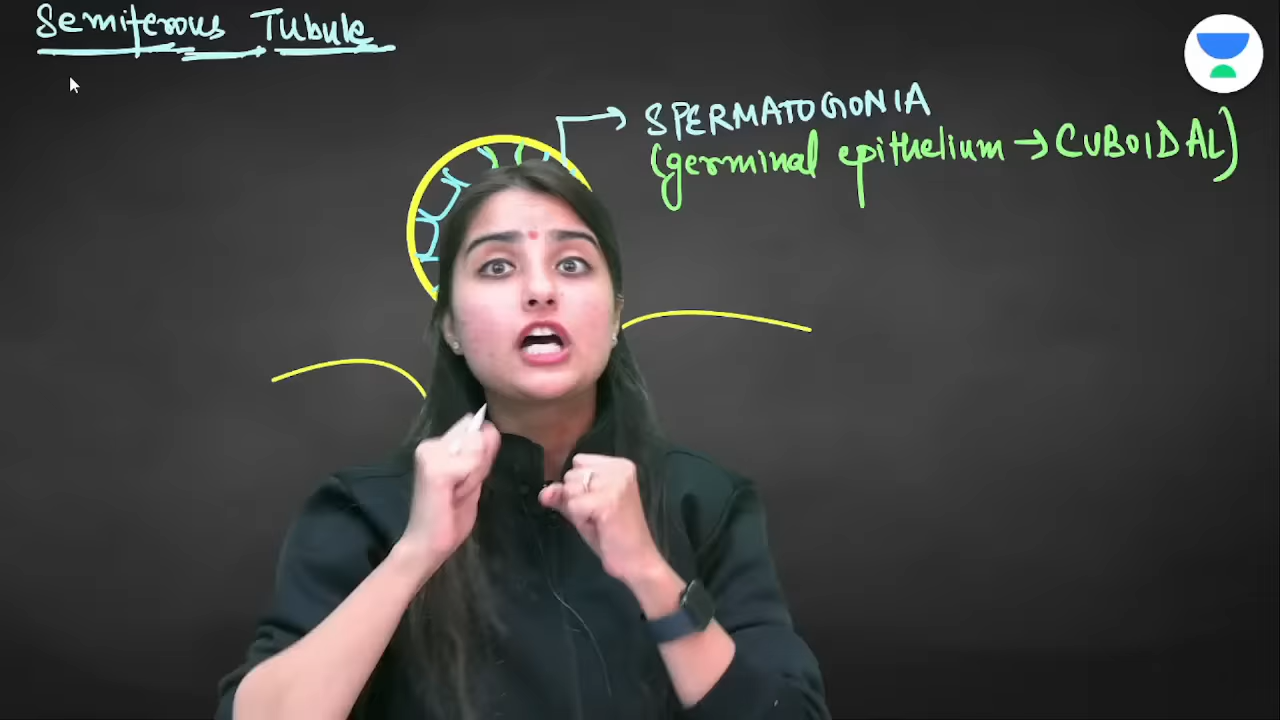 Semiferous Tubule
SPERMATOGONIA
(germinal epithelium → CUBOIDAL)